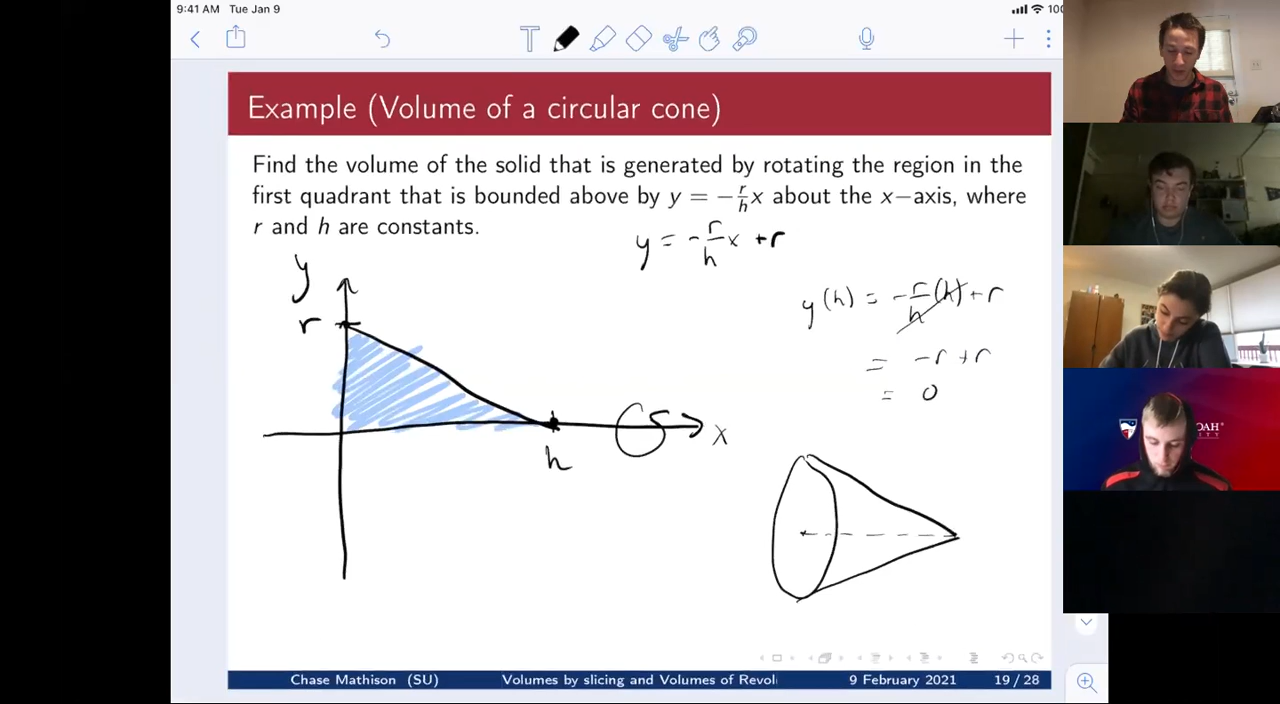 9:41 AM Tue Jan 9
Example (Volume of a circular cone)
Find the volume of the solid that is generated by rotating the region in the
first quadrant that is bounded above by y = −r/h x about the x−axis, where
r and h are constants.
y = -r/h x + r
y
r
h
x
y(h) = -r/h (h) + r
= -r + r
= 0
Chase Mathison (SU) Volumes by slicing and Volumes of Revol 9 February 2021 19 / 28